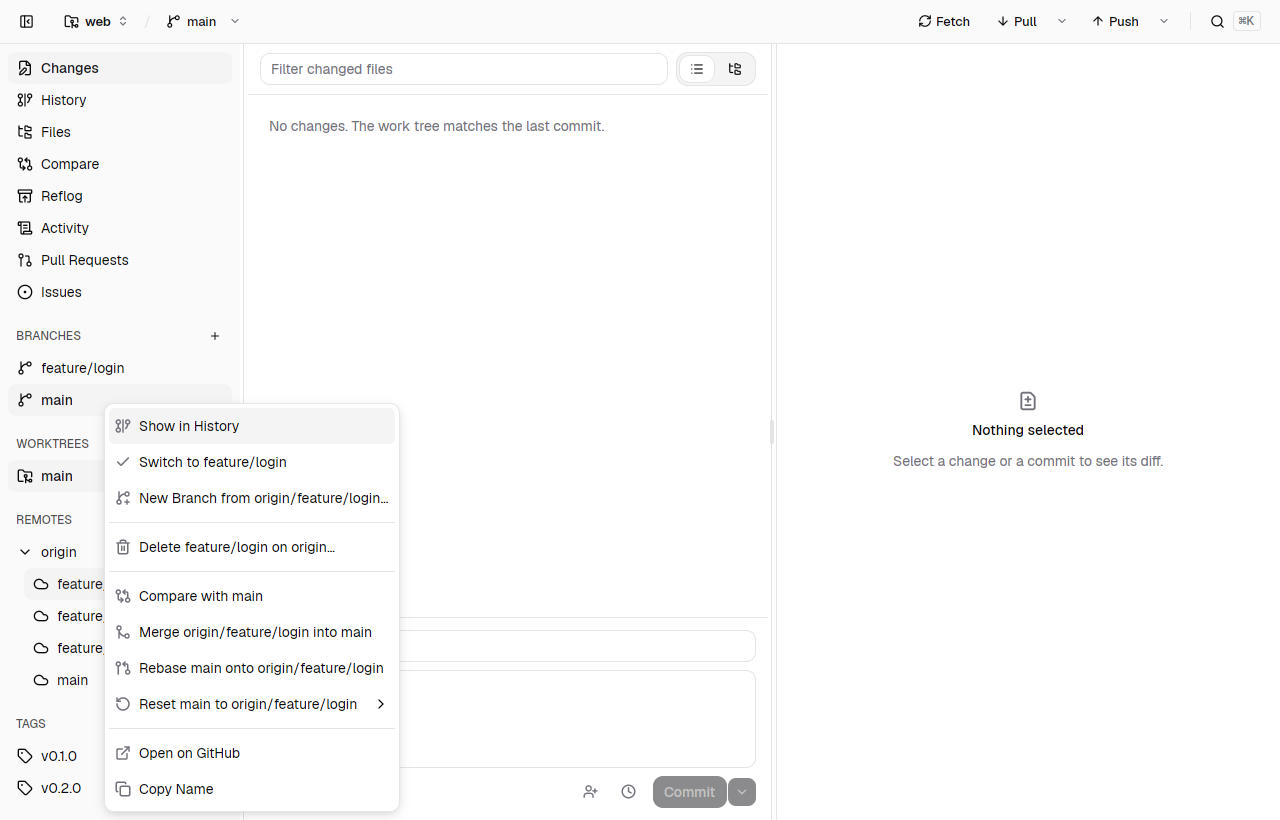 web / main
Fetch
Pull
Push
⌘K
Changes
History
Files
Compare
Reflog
Activity
Pull Requests
Issues
BRANCHES
feature/login
main
WORKTREES
main
REMOTES
origin
feature
feature
feature
main
TAGS
v0.1.0
v0.2.0
Show in History
Switch to feature/login
New Branch from origin/feature/login…
Delete feature/login on origin…
Compare with main
Merge origin/feature/login into main
Rebase main onto origin/feature/login
Reset main to origin/feature/login
Open on GitHub
Copy Name
Filter changed files
No changes. The work tree matches the last commit.
Commit
Nothing selected
Select a change or a commit to see its diff.